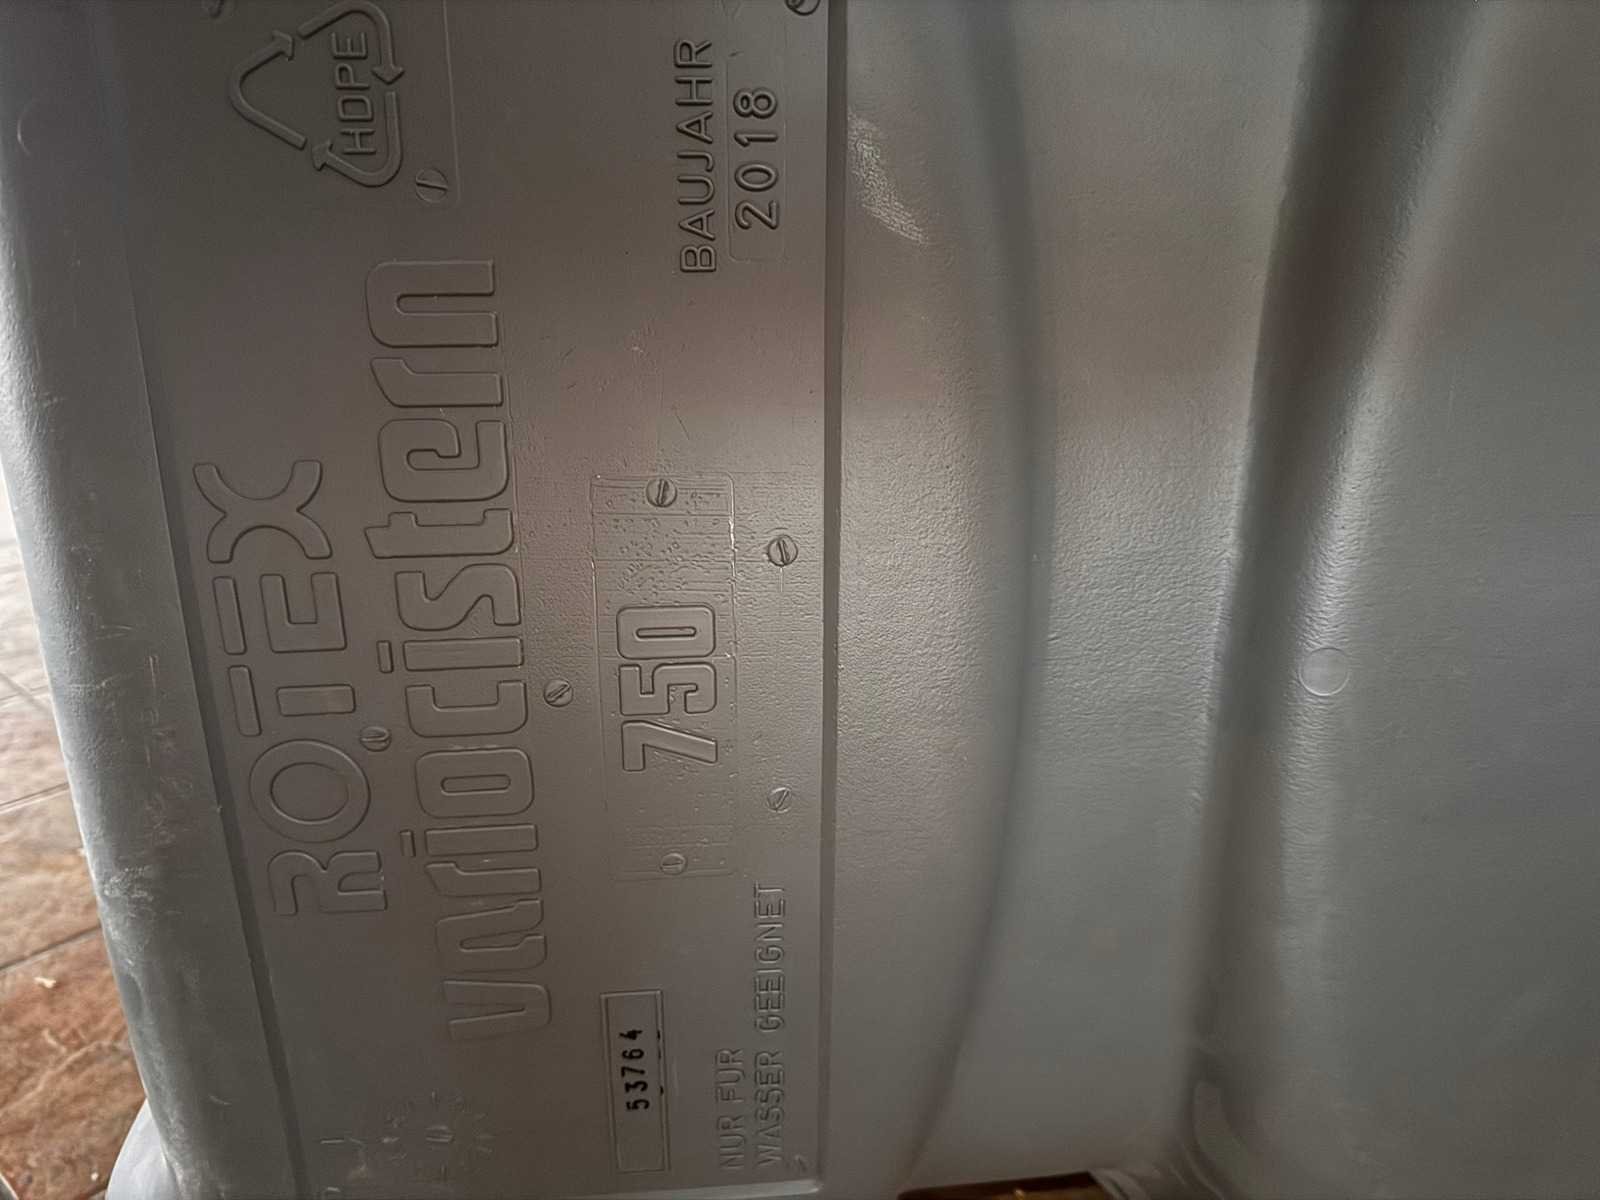 HDPE
ROTEX
variocistern
750
BAUJAHR
2018
53764
NUR FÜR
WASSER GEEIGNET